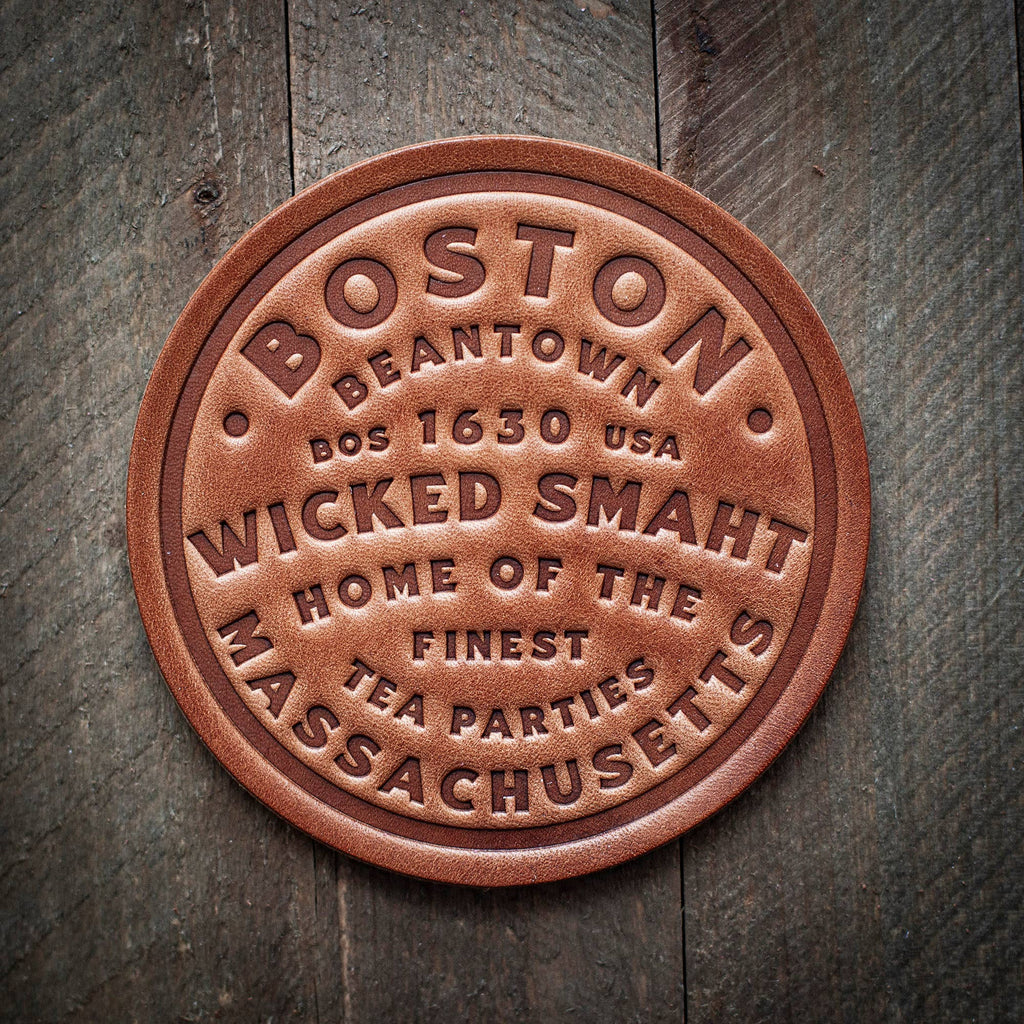 BOSTON
BEANTOWN
BOS 1630 USA
WICKED SMAHT
HOME OF THE
FINEST
TEA PARTIES
MASSACHUSETTS